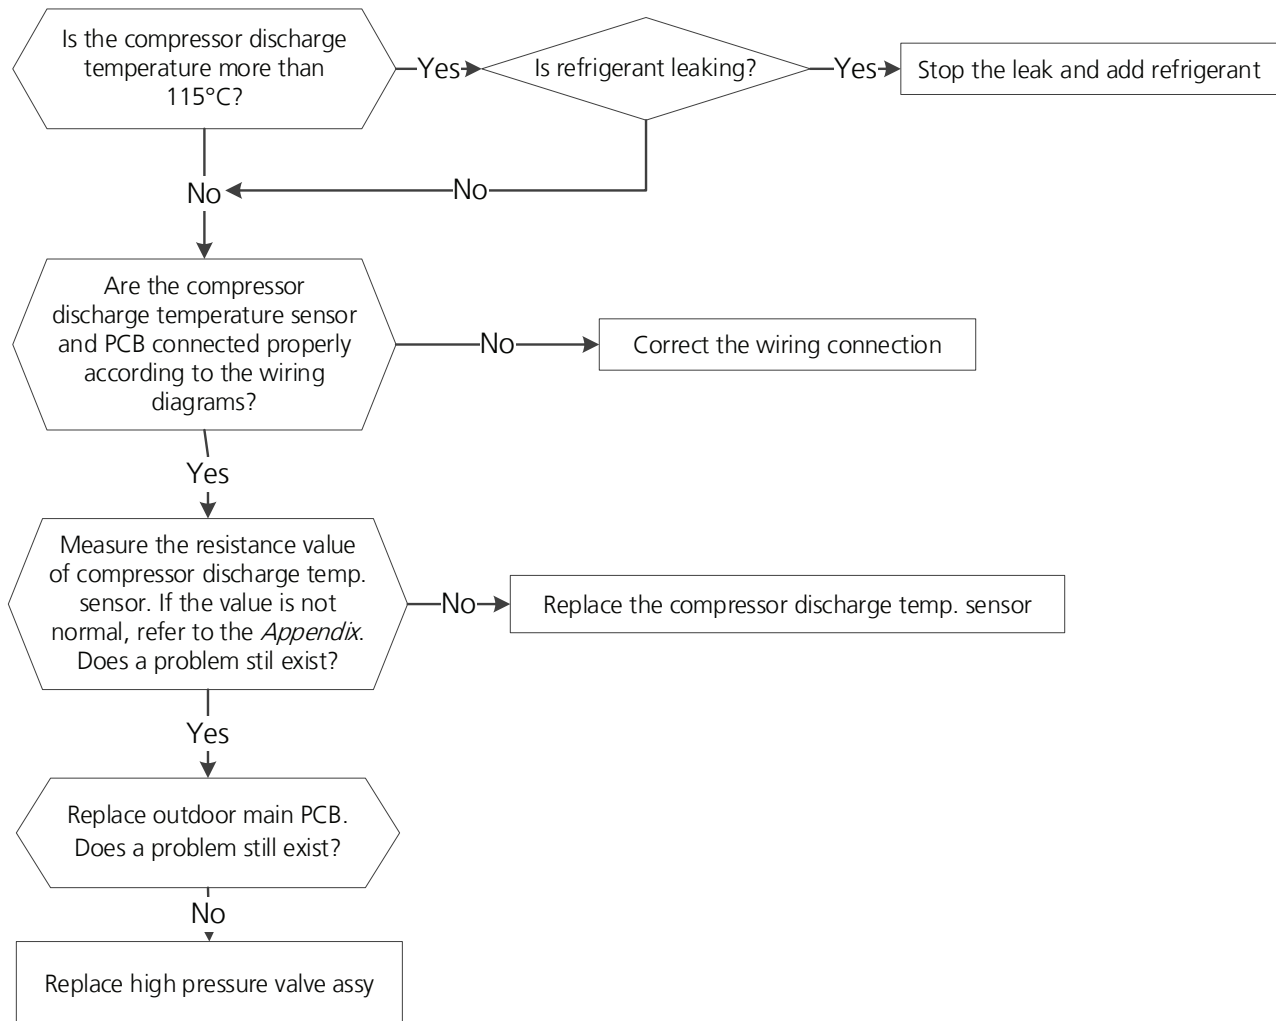 Is the compressor discharge
temperature more than
115°C?
Yes
Is refrigerant leaking?
Yes
Stop the leak and add refrigerant
No
No
Are the compressor
discharge temperature sensor
and PCB connected properly
according to the wiring
diagrams?
No
Correct the wiring connection
Yes
Measure the resistance value
of compressor discharge temp.
sensor. If the value is not
normal, refer to the Appendix.
Does a problem stil exist?
No
Replace the compressor discharge temp. sensor
Yes
Replace outdoor main PCB.
Does a problem still exist?
No
Replace high pressure valve assy